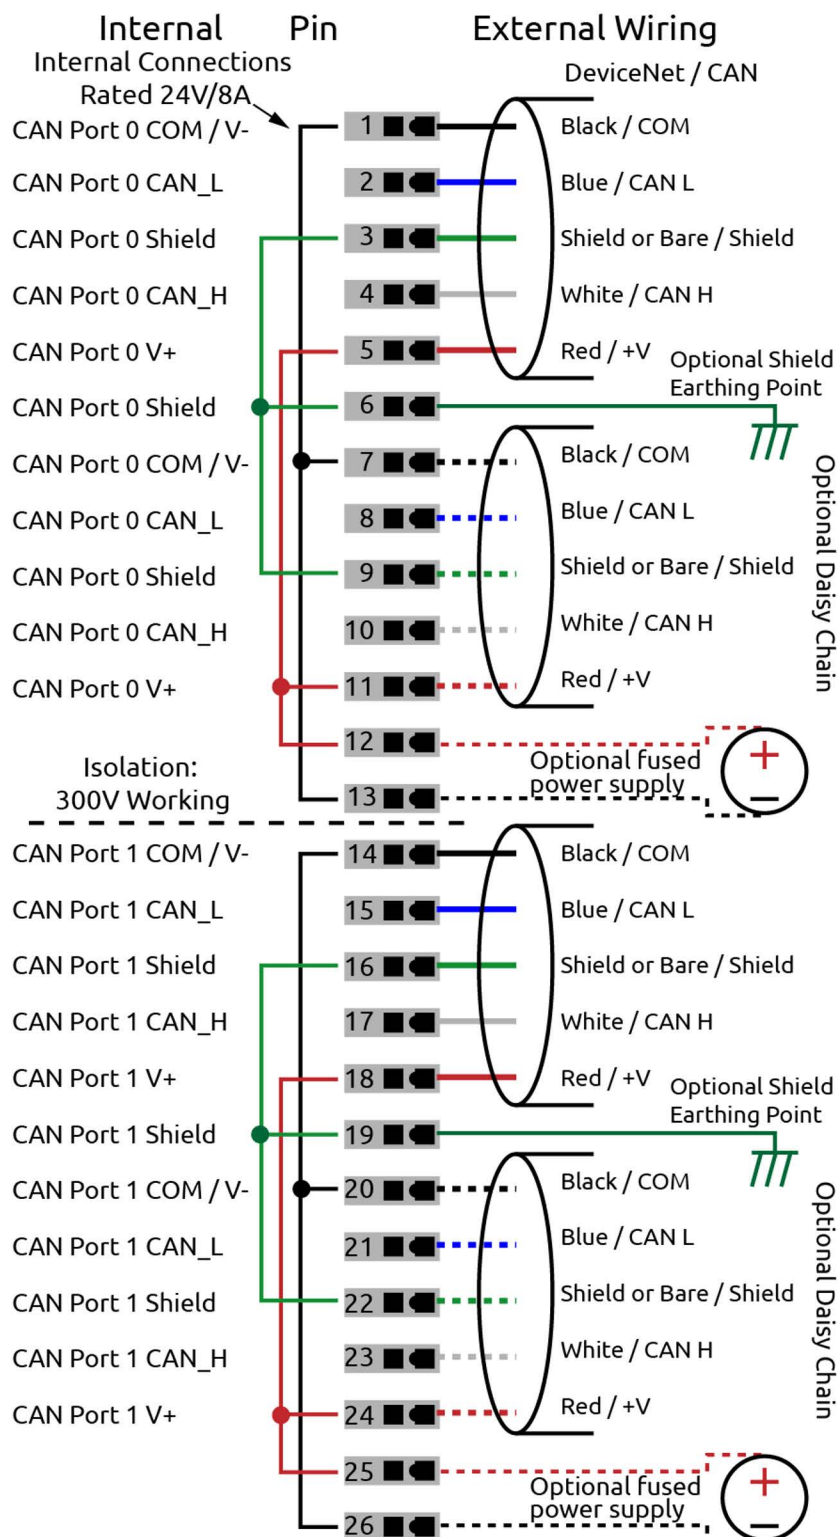 Internal Pin External Wiring
Internal Connections
Rated 24V/8A
DeviceNet / CAN
CAN Port 0 COM / V- 1 Black / COM
CAN Port 0 CAN_L 2 Blue / CAN L
CAN Port 0 Shield 3 Shield or Bare / Shield
CAN Port 0 CAN_H 4 White / CAN H
CAN Port 0 V+ 5 Red / +V
Optional Shield
Earthing Point
CAN Port 0 Shield 6
CAN Port 0 COM / V- 7 Black / COM
CAN Port 0 CAN_L 8 Blue / CAN L
CAN Port 0 Shield 9 Shield or Bare / Shield
CAN Port 0 CAN_H 10 White / CAN H
CAN Port 0 V+ 11 Red / +V
Optional Daisy Chain
12
Optional fused
power supply
+
−
Isolation:
300V Working
13
CAN Port 1 COM / V- 14 Black / COM
CAN Port 1 CAN_L 15 Blue / CAN L
CAN Port 1 Shield 16 Shield or Bare / Shield
CAN Port 1 CAN_H 17 White / CAN H
CAN Port 1 V+ 18 Red / +V
Optional Shield
Earthing Point
CAN Port 1 Shield 19
CAN Port 1 COM / V- 20 Black / COM
CAN Port 1 CAN_L 21 Blue / CAN L
CAN Port 1 Shield 22 Shield or Bare / Shield
CAN Port 1 CAN_H 23 White / CAN H
CAN Port 1 V+ 24 Red / +V
Optional Daisy Chain
25
Optional fused
power supply
+
−
26